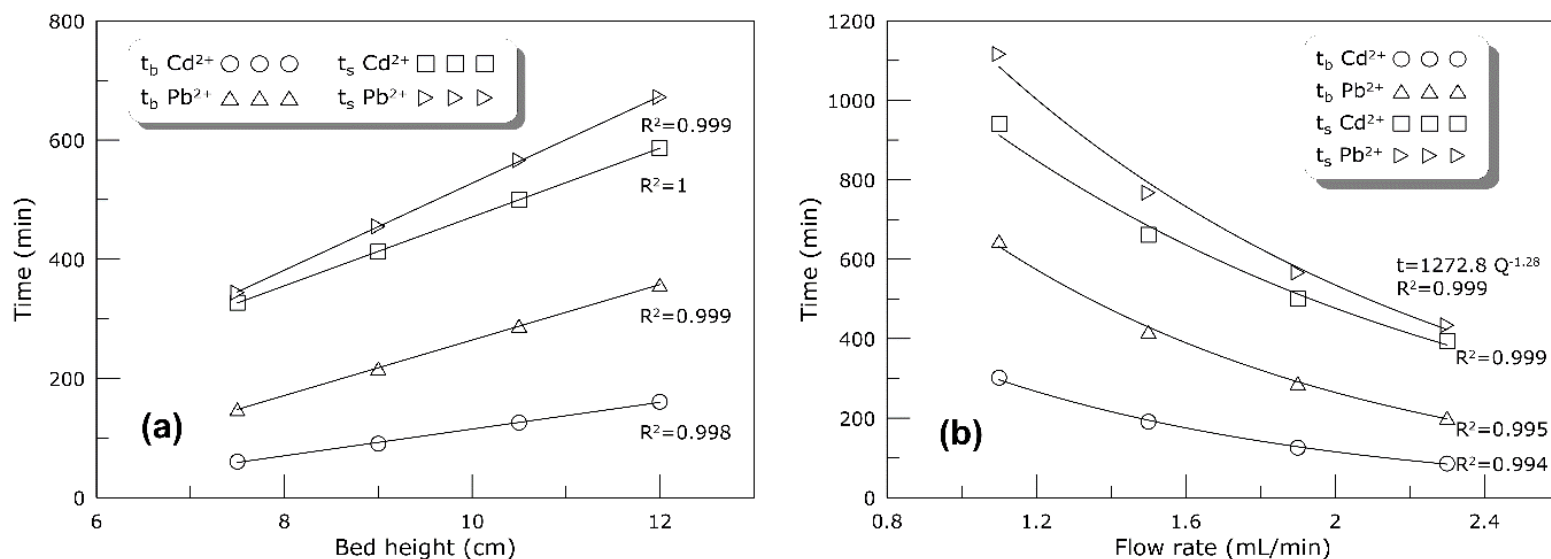 800
600
400
200
0
Time (min)
t_b Cd²⁺
t_s Cd²⁺
t_b Pb²⁺
t_s Pb²⁺
R²=0.999
R²=1
R²=0.999
R²=0.998
(a)
6
8
10
12
Bed height (cm)
1200
1000
800
600
400
200
0
Time (min)
t_b Cd²⁺
t_b Pb²⁺
t_s Cd²⁺
t_s Pb²⁺
t=1272.8 Q⁻¹·²⁸
R²=0.999
R²=0.999
R²=0.995
R²=0.994
(b)
0.8
1.2
1.6
2
2.4
Flow rate (mL/min)